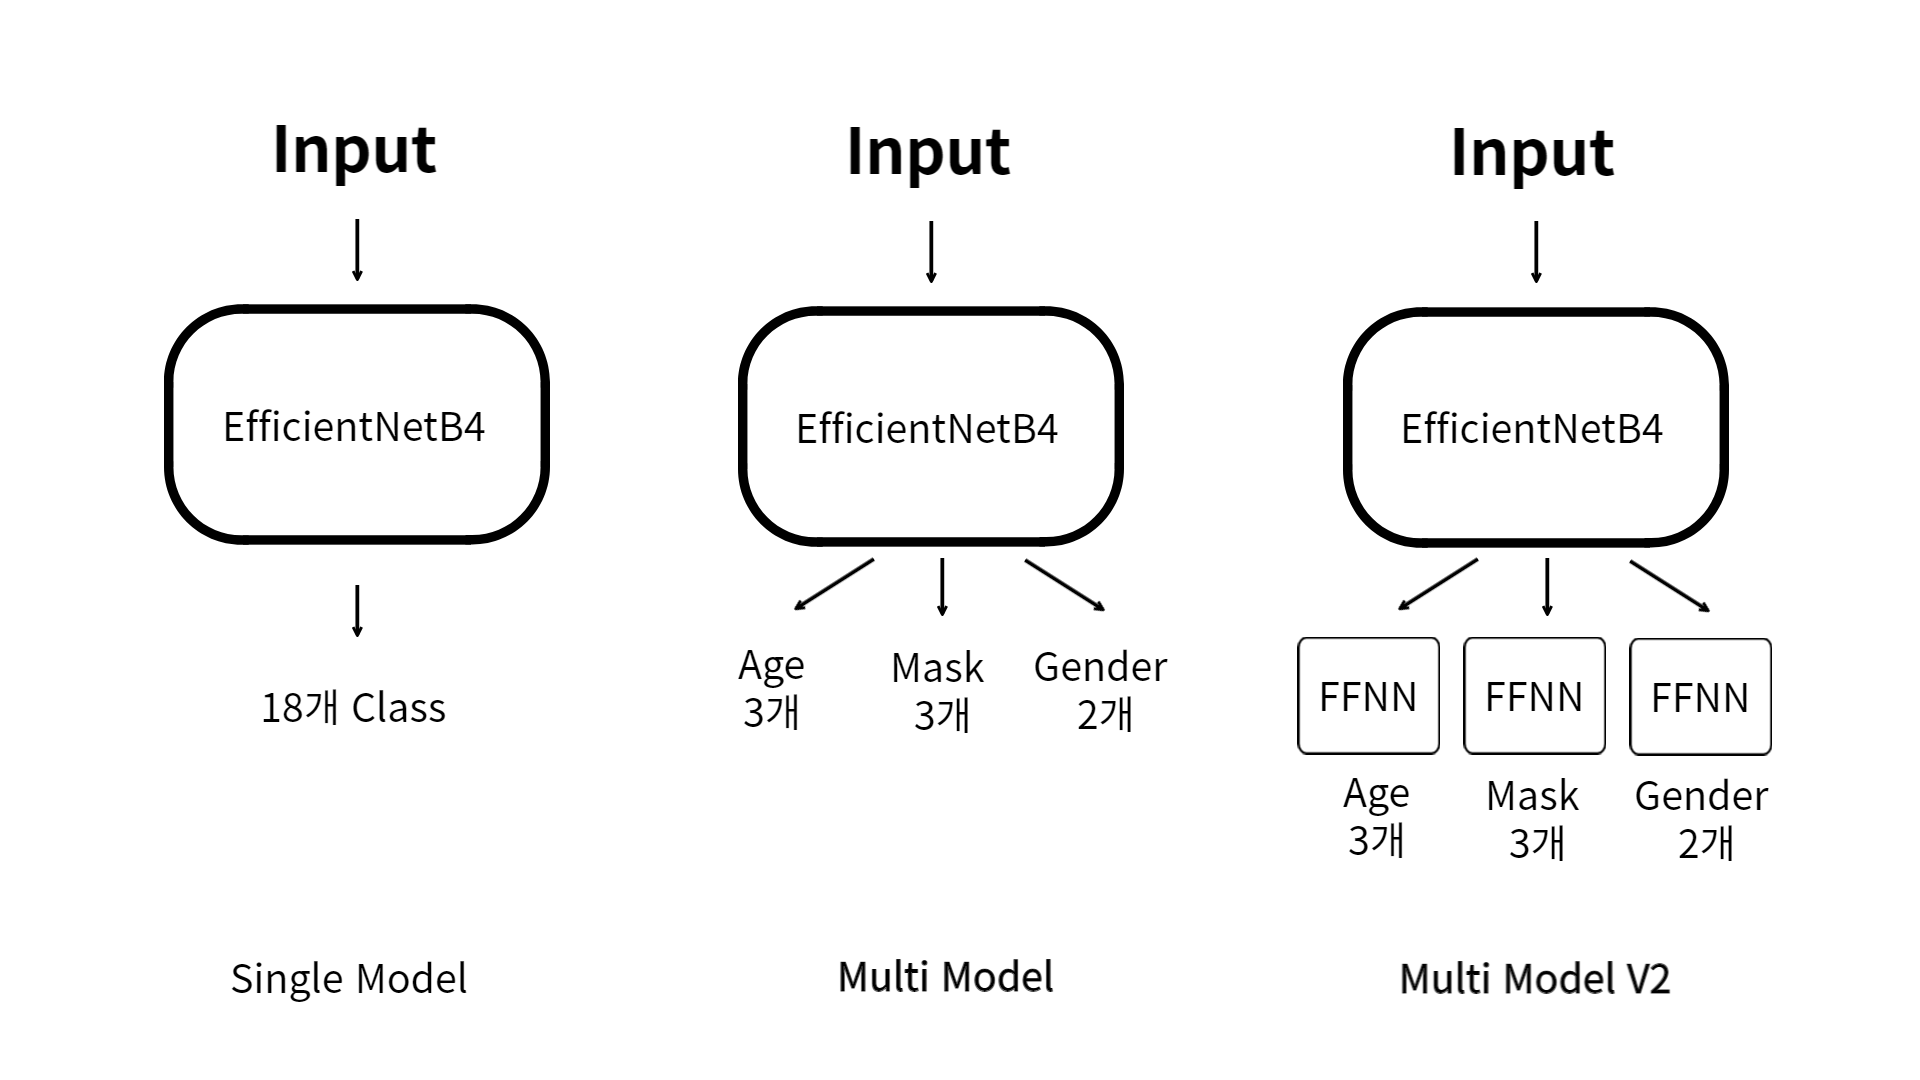 Input
EfficientNetB4
18개 Class
Single Model
Input
EfficientNetB4
Age
3개
Mask
3개
Gender
2개
Multi Model
Input
EfficientNetB4
FFNN
Age
3개
FFNN
Mask
3개
FFNN
Gender
2개
Multi Model V2